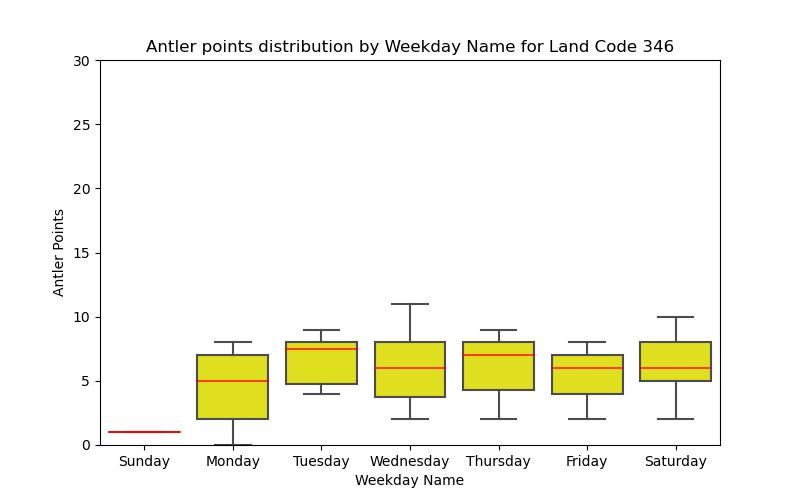 Antler points distribution by Weekday Name for Land Code 346
30
25
20
15
10
5
0
Antler Points
Sunday Monday Tuesday Wednesday Thursday Friday Saturday
Weekday Name